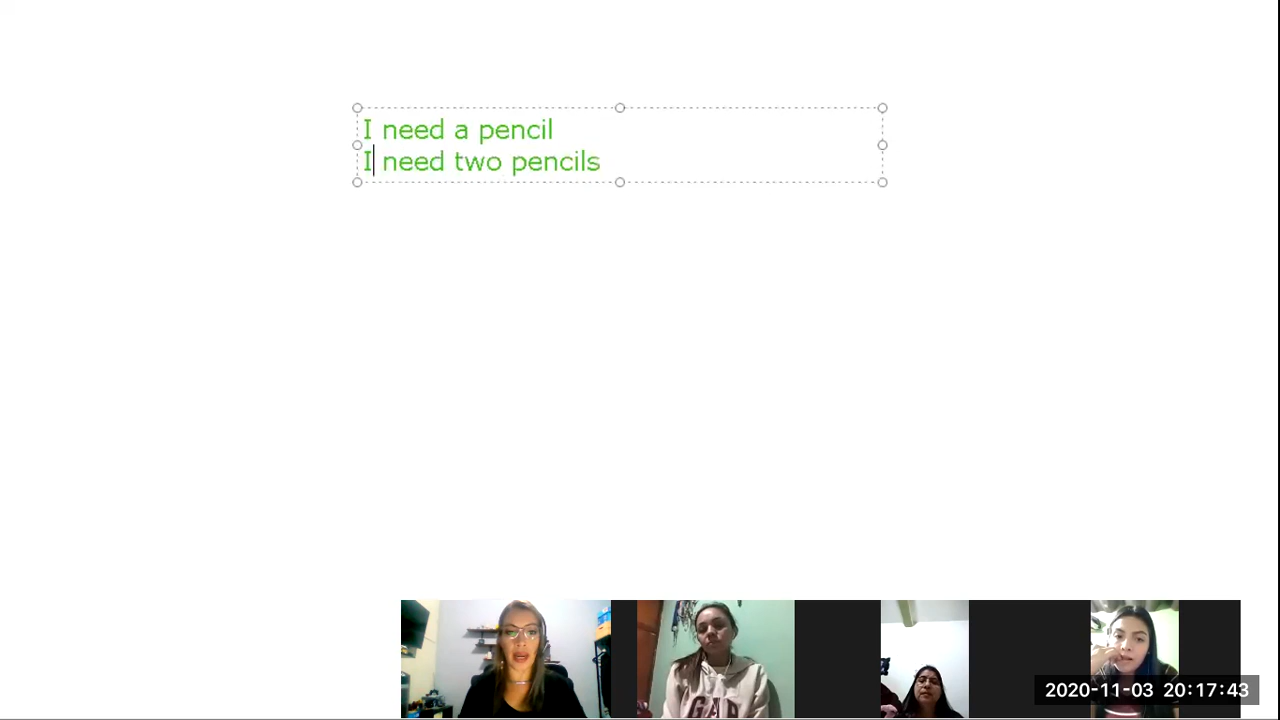 I need a pencil
I need two pencils
GAP
2020-11-03 20:17:43